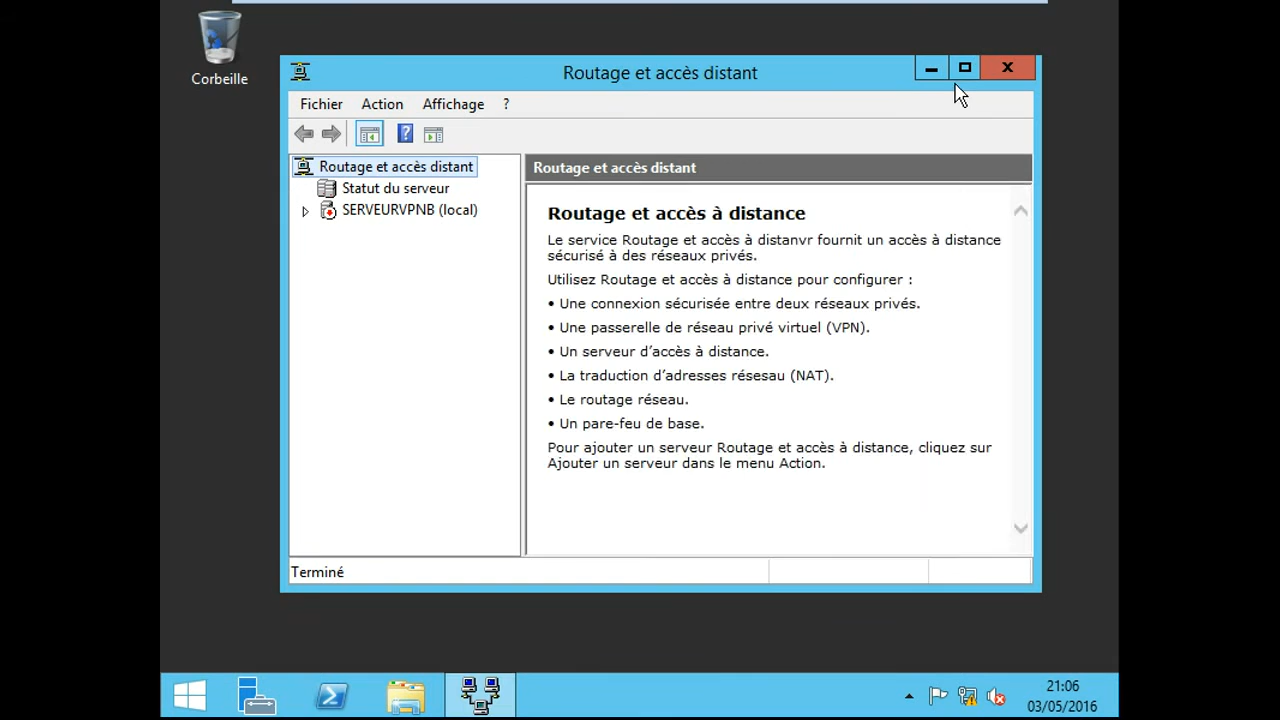 Corbeille
Routage et accès distant
Fichier Action Affichage ?
Routage et accès distant
Statut du serveur
SERVEURVPNB (local)
Routage et accès distant
Routage et accès à distance
Le service Routage et accès à distanvr fournit un accès à distance
sécurisé à des réseaux privés.
Utilisez Routage et accès à distance pour configurer :
• Une connexion sécurisée entre deux réseaux privés.
• Une passerelle de réseau privé virtuel (VPN).
• Un serveur d’accès à distance.
• La traduction d’adresses résesau (NAT).
• Le routage réseau.
• Un pare-feu de base.
Pour ajouter un serveur Routage et accès à distance, cliquez sur
Ajouter un serveur dans le menu Action.
Terminé
21:06
03/05/2016